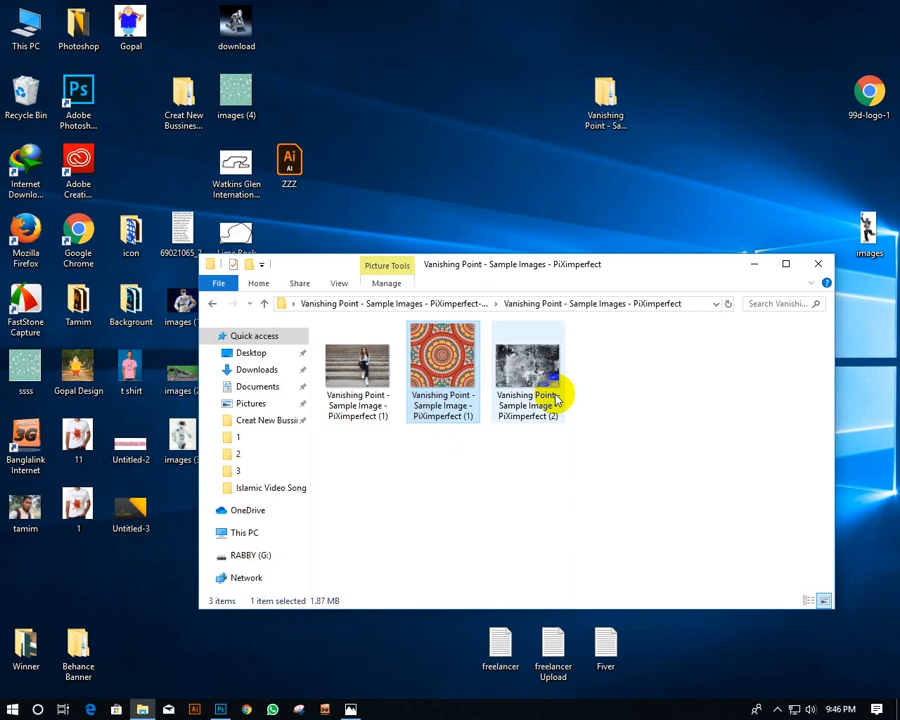 This PC
Photoshop
Gopal
download
Recycle Bin
Adobe
Photosh...
Creat New
Bussines...
images (4)
Vanishing
Point - Sa...
99d-logo-1
Internet
Downlo...
Adobe
Creati...
Watkins Glen
Internation...
ZZZ
Mozilla
Firefox
Google
Chrome
icon
images
FastStone
Capture
Tamim
Background
ssss
Gopal Design
t shirt
Banglalink
Internet
11
Untitled-2
tamim
1
Untitled-3
Winner
Behance
Banner
freelancer
freelancer
Upload
Fiver
Picture Tools
Vanishing Point - Sample Images - PiXimperfect
File
Home
Share
View
Manage
Vanishing Point - Sample Images - PiXimperfect-...
Vanishing Point - Sample Images - PiXimperfect
Search Vanishi...
Quick access
Desktop
Downloads
Documents
Pictures
Creat New Bussi
1
2
3
Islamic Video Song
OneDrive
This PC
RABBY (G:)
Network
Vanishing Point -
Sample Image -
PiXimperfect (1)
Vanishing Point -
Sample Image -
PiXimperfect (1)
Vanishing Point
Sample Image
PiXimperfect (2)
3 items
1 item selected 1.87 MB
9:46 PM